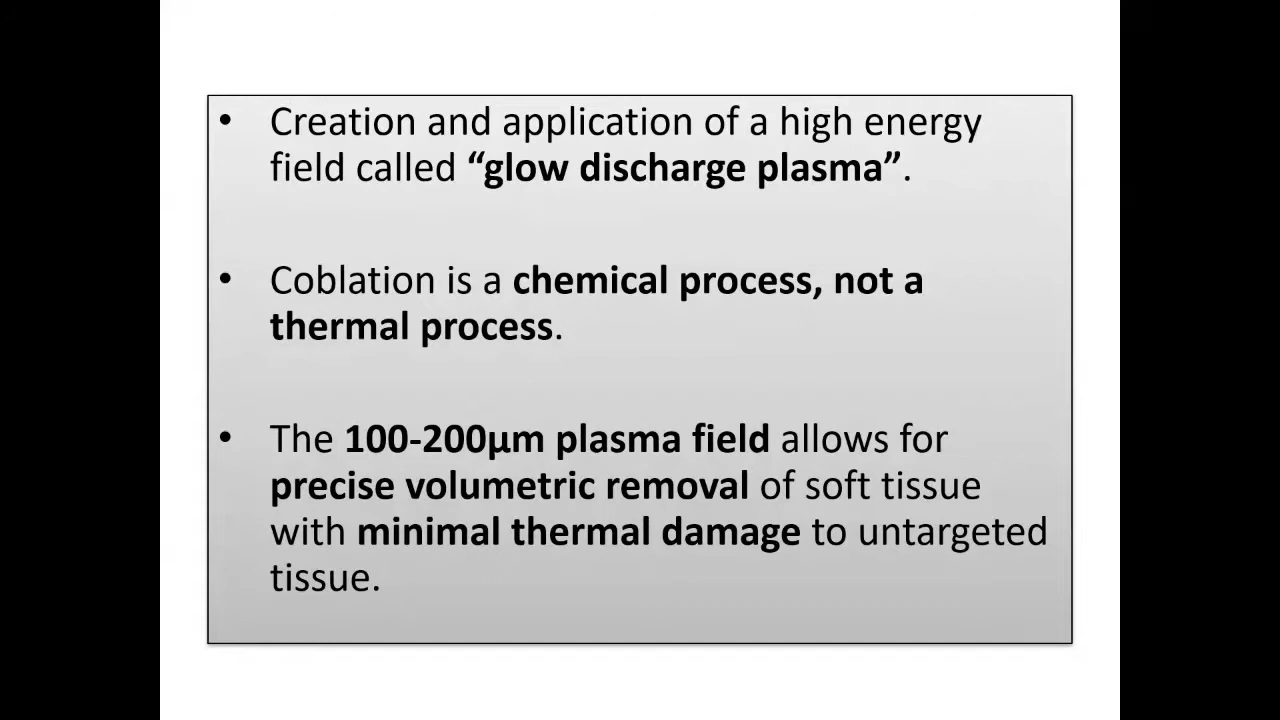 • Creation and application of a high energy
field called “glow discharge plasma”.
• Coblation is a chemical process, not a
thermal process.
• The 100-200µm plasma field allows for
precise volumetric removal of soft tissue
with minimal thermal damage to untargeted
tissue.